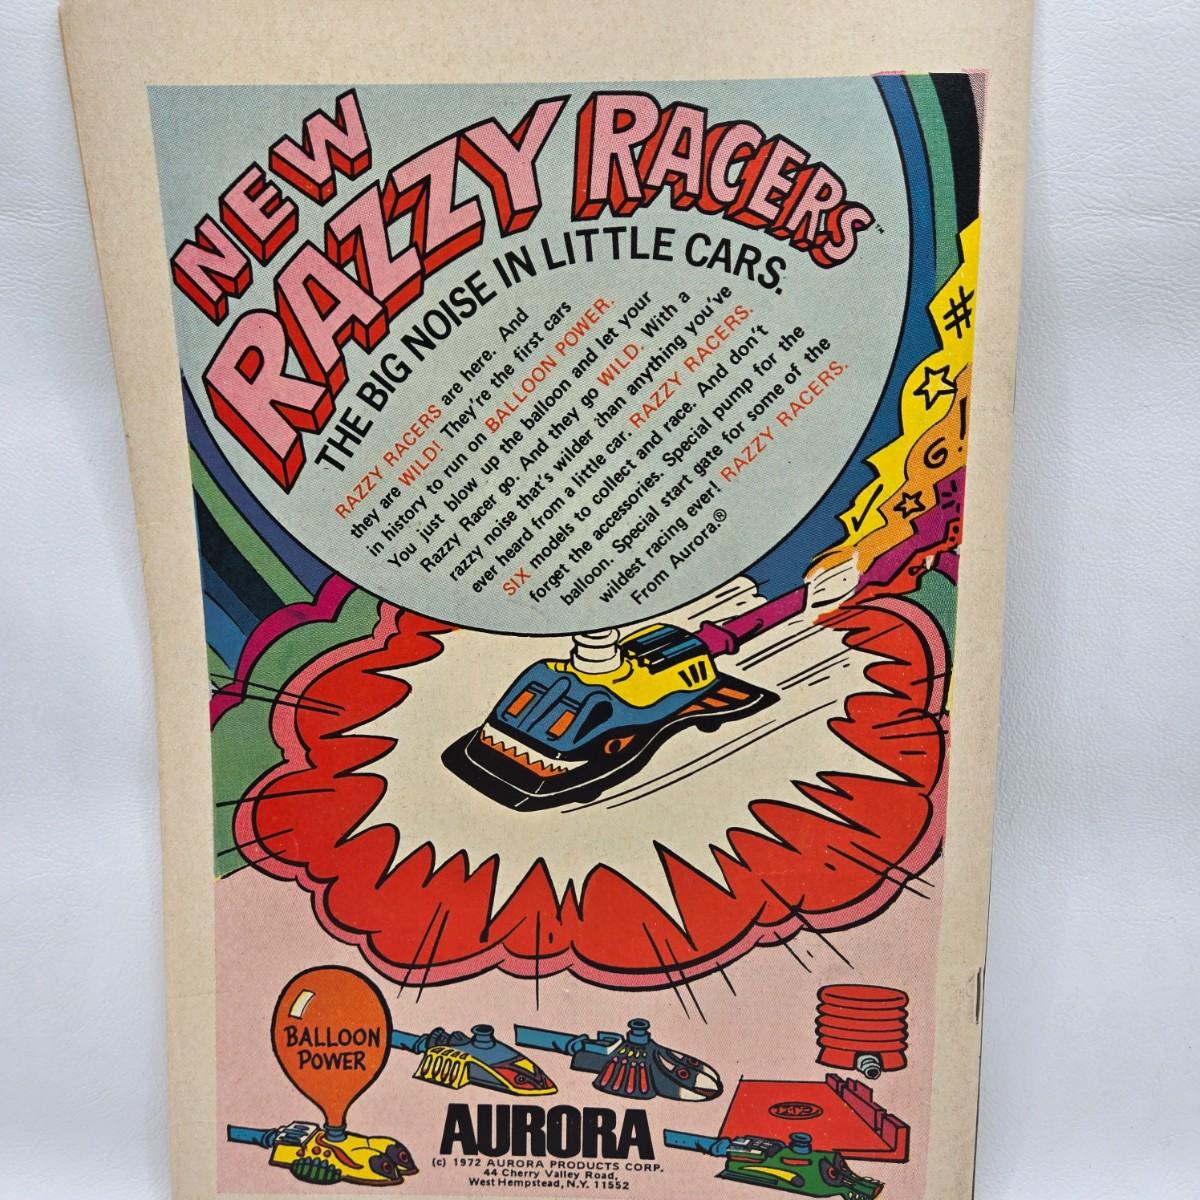 NEW
RAZZY RACERS™
THE BIG NOISE IN LITTLE CARS.
RAZZY RACERS are here. And
they are WILD! They're the first cars
in history to run on BALLOON POWER.
You just blow up the balloon and let your
Razzy Racer go. And they go WILD. With a
razzy noise that's wilder than anything you've
ever heard from a little car. RAZZY RACERS.
SIX models to collect and race. And don't
forget the accessories. Special pump for the
balloon. Special start gate for some of the
wildest racing ever! RAZZY RACERS.
From Aurora.®
#
G!
BALLOON
POWER
AURORA
(c) 1972 AURORA PRODUCTS CORP.
44 Cherry Valley Road,
West Hempstead, N.Y. 11552